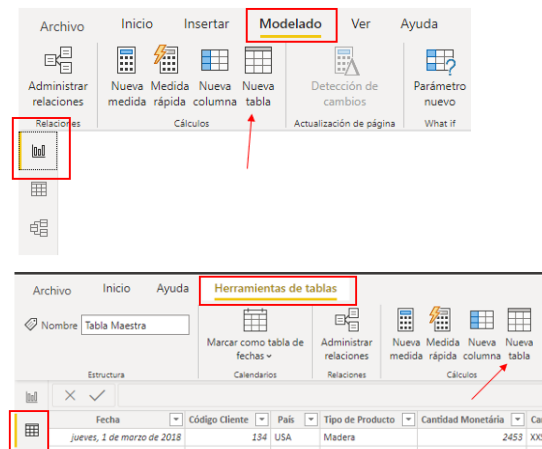 Archivo Inicio Insertar Modelado Ver Ayuda
Administrar relaciones Nueva medida Medida rápida Nueva columna Nueva tabla Detección de cambios Parámetro nuevo
Relaciones Cálculos Actualización de página What if
Archivo Inicio Ayuda Herramientas de tablas
Nombre Tabla Maestra
Marcar como tabla de fechas Administrar relaciones Nueva medida Medida rápida Nueva columna Nueva tabla
Estructura Calendarios Relaciones Cálculos
Fecha Código Cliente País Tipo de Producto Cantidad Monetaria
jueves, 1 de marzo de 2018 134 USA Madera 2453